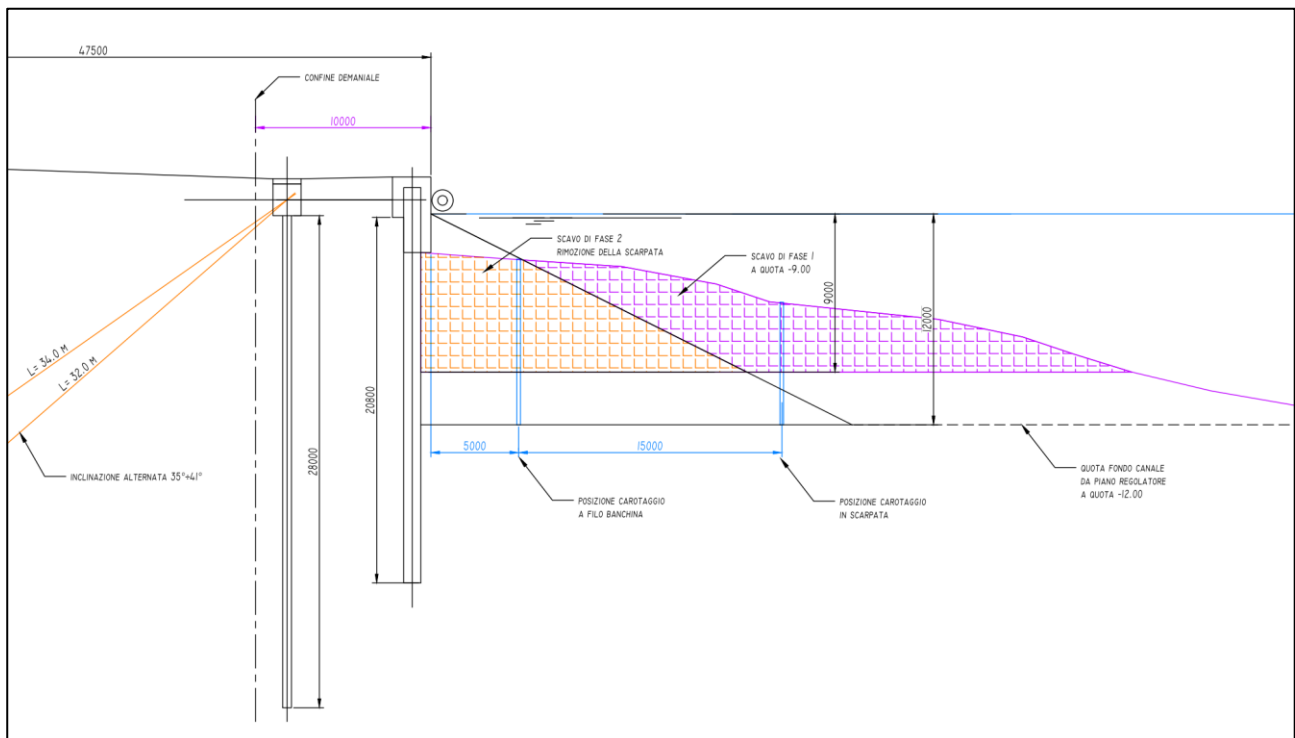 47500
CONFINE DEMANIALE
10000
SCAVO DI FASE 2
RIMOZIONE DELLA SCARPATA
SCAVO DI FASE 1
A QUOTA -9.00
9000
12000
L= 34.0 M
L= 32.0 M
20800
28000
5000
15000
INCLINAZIONE ALTERNATA 35°÷41°
POSIZIONE CAROTAGGIO
A FILO BANCHINA
POSIZIONE CAROTAGGIO
IN SCARPATA
QUOTA FONDO CANALE
DA PIANO REGOLATORE
A QUOTA -12.00